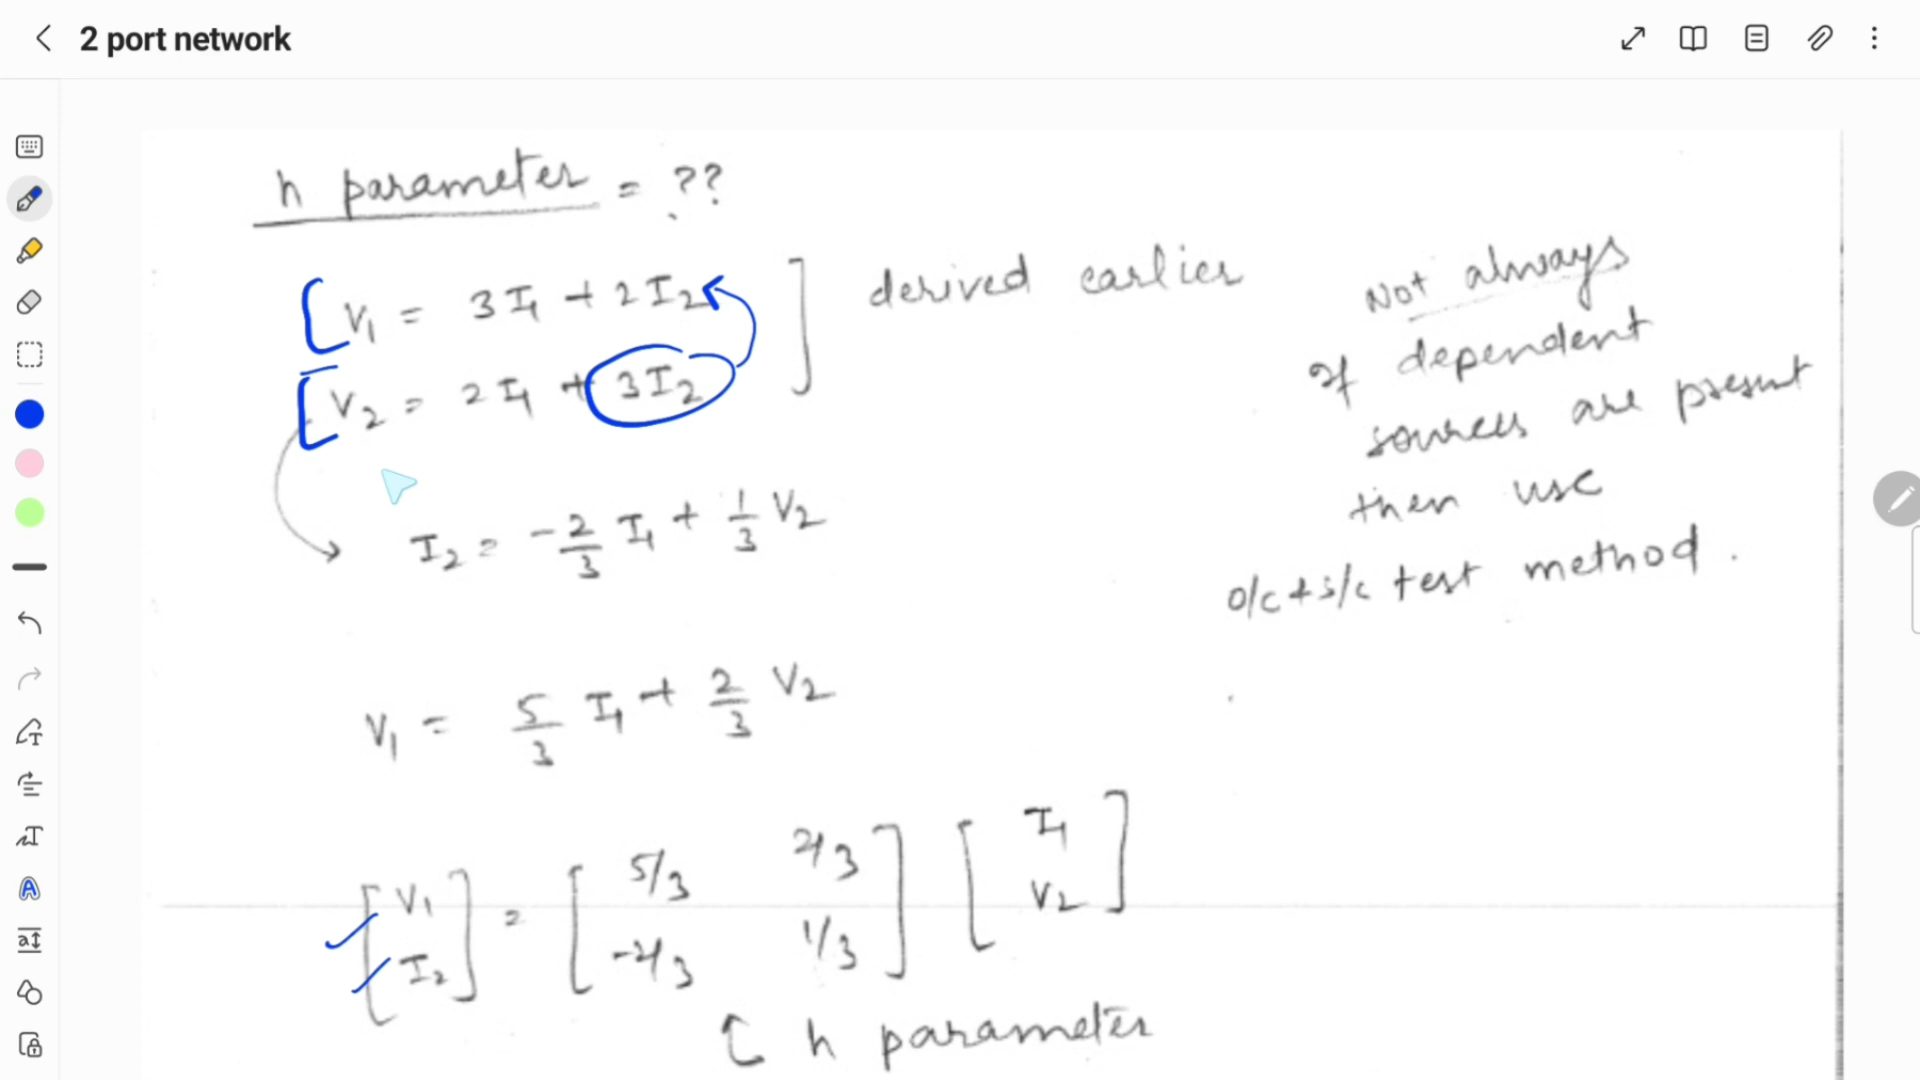 2 port network
h parameter = ??
V₁ = 3I₁ + 2I₂
V₂ = 2I₁ + 3I₂
derived earlier
I₂ = -2/3 I₁ + 1/3 V₂
V₁ = 5/3 I₁ + 2/3 V₂
[V₁ I₂] = [5/3 2/3 -2/3 1/3] [I₁ V₂]
h parameter
Not always
If dependent
sources are present
then use
o/c + s/c test method.